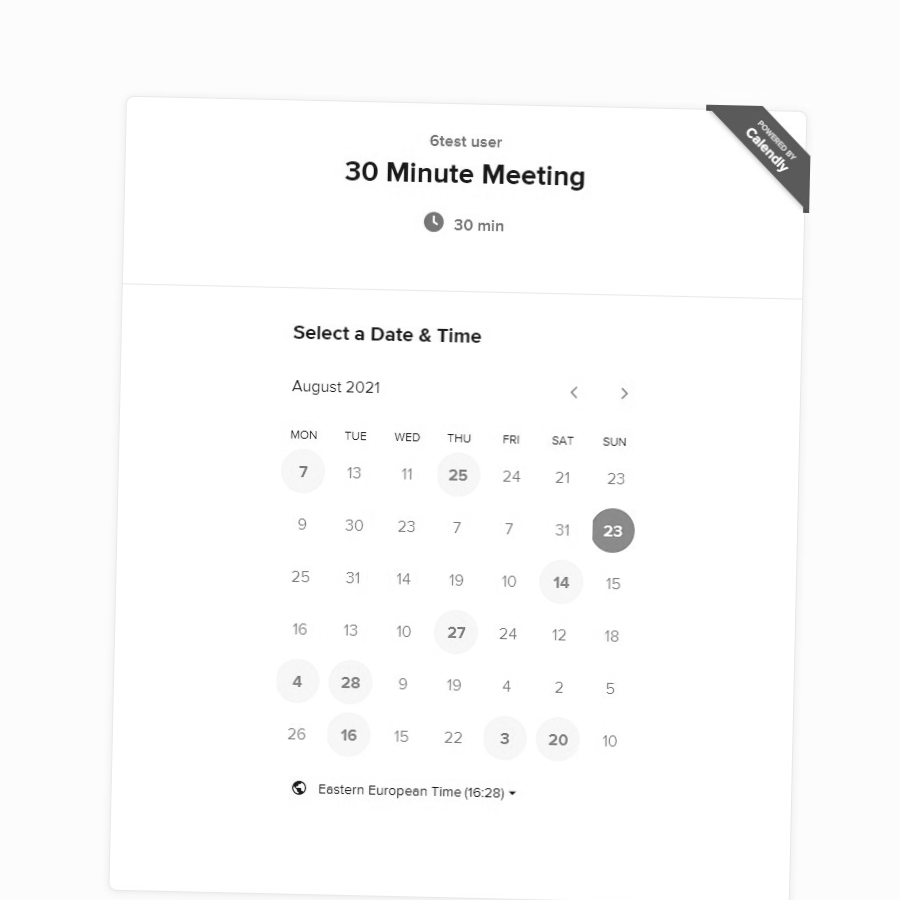 POWERED BY
Calendly
6test user
30 Minute Meeting
30 min
Select a Date & Time
August 2021
MON TUE WED THU FRI SAT SUN
7 13 11 25 24 21 23
9 30 23 7 7 31 23
25 31 14 19 10 14 15
16 13 10 27 24 12 18
4 28 9 19 4 2 5
26 16 15 22 3 20 10
Eastern European Time (16:28)